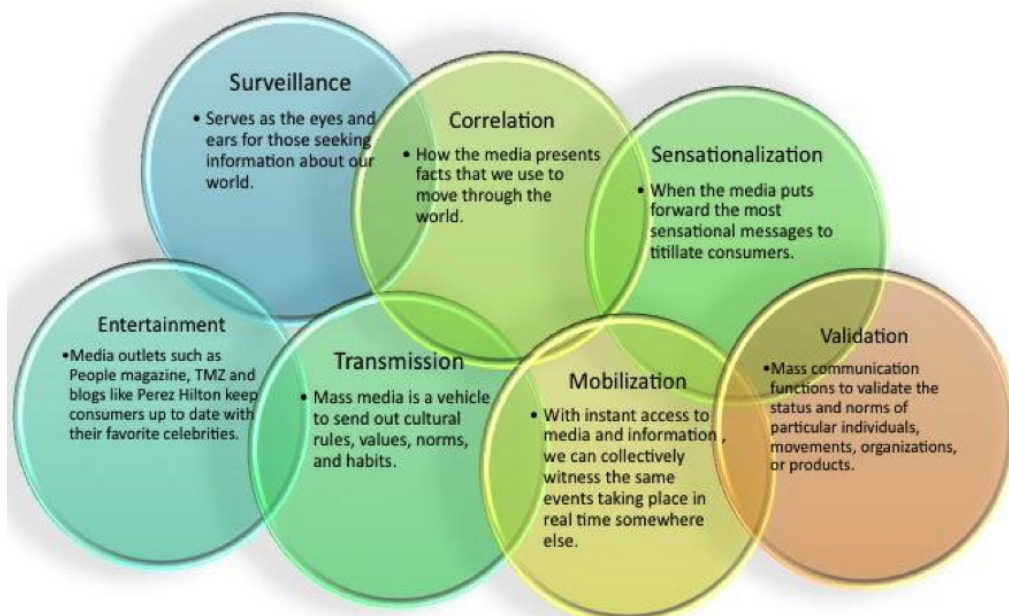 Surveillance
• Serves as the eyes and
ears for those seeking
information about our
world.
Correlation
• How the media presents
facts that we use to
move through the
world.
Sensationalization
• When the media puts
forward the most
sensational messages to
titillate consumers.
Entertainment
•Media outlets such as
People magazine, TMZ and
blogs like Perez Hilton keep
consumers up to date with
their favorite celebrities.
Transmission
• Mass media is a vehicle
to send out cultural
rules, values, norms,
and habits.
Mobilization
• With instant access to
media and information ,
we can collectively
witness the same
events taking place in
real time somewhere
else.
Validation
•Mass communication
functions to validate the
status and norms of
particular individuals,
movements, organizations,
or products.